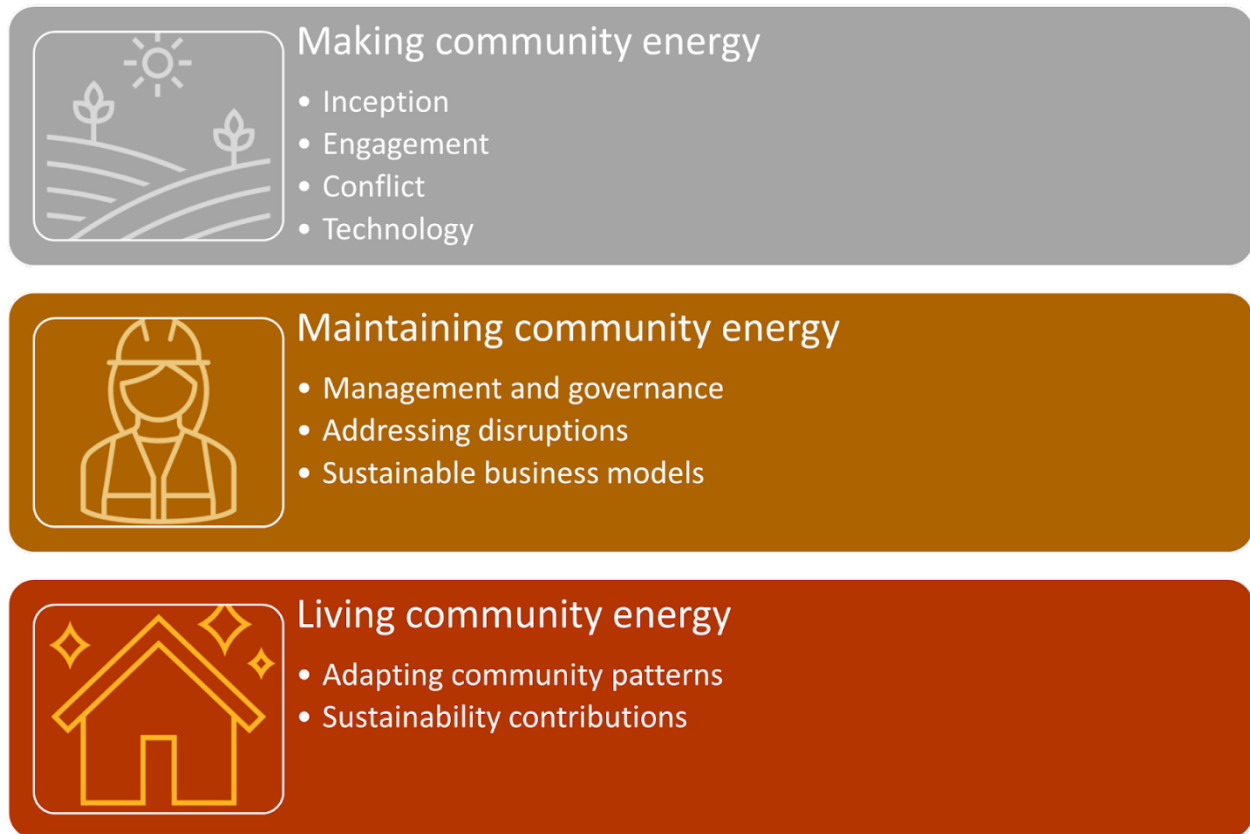 Making community energy
• Inception
• Engagement
• Conflict
• Technology
Maintaining community energy
• Management and governance
• Addressing disruptions
• Sustainable business models
Living community energy
• Adapting community patterns
• Sustainability contributions